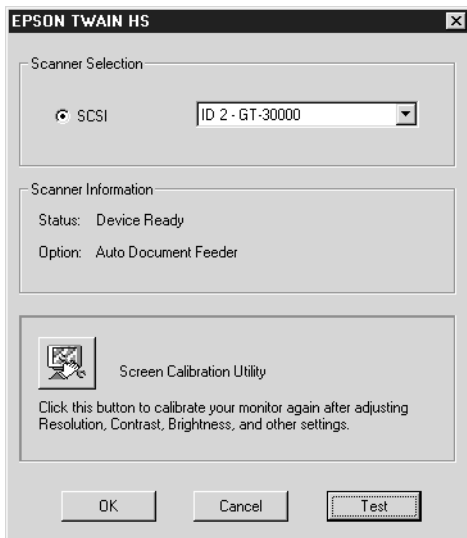 EPSON TWAIN HS
Scanner Selection
SCSI
ID 2 - GT-30000
Scanner Information
Status: Device Ready
Option: Auto Document Feeder
Screen Calibration Utility
Click this button to calibrate your monitor again after adjusting
Resolution, Contrast, Brightness, and other settings.
OK Cancel Test